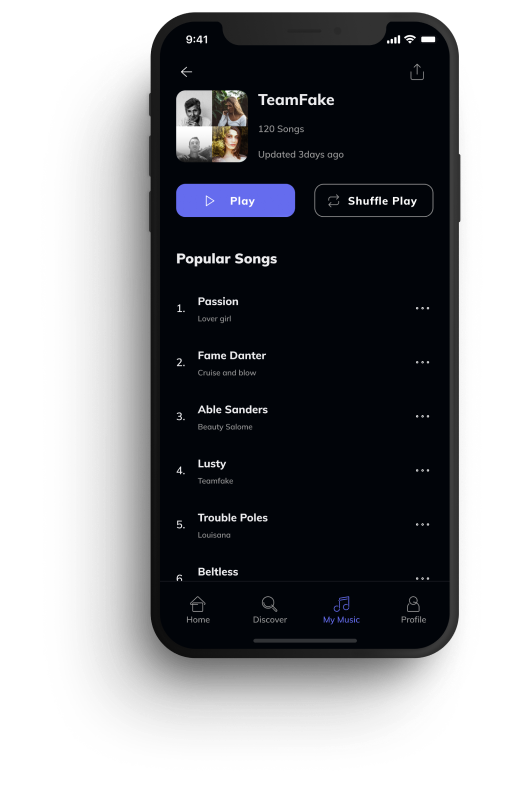 9:41
TeamFake
120 Songs
Updated 3days ago
Play
Shuffle Play
Popular Songs
1. Passion
Lover girl
2. Fame Danter
Cruise and blow
3. Able Sanders
Beauty Salome
4. Lusty
Teamfake
5. Trouble Poles
Louisana
6 Beltless
Home
Discover
My Music
Profile